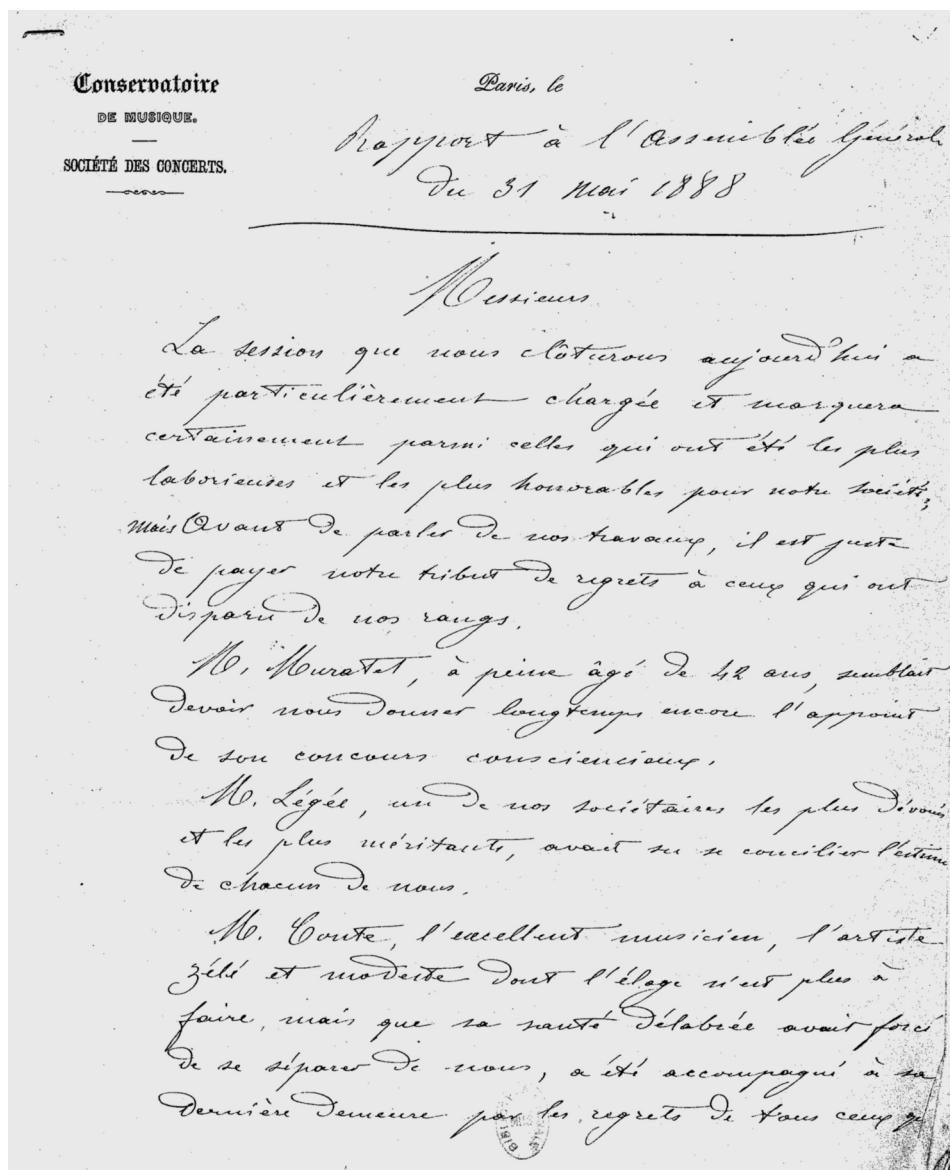 Conservatoire
DE MUSIQUE.
SOCIÉTÉ DES CONCERTS.
Paris, le
Rapport à l'Assemblée Générale
du 31 mai 1888
Messieurs
La session que nous clôturons aujourd'hui a
été particulièrement chargée et marquera
certainement parmi celles qui ont été les plus
laborieuses et les plus honorables pour notre société,
mais Avant de parler de nos travaux, il est juste
de payer notre tribut de regrets à ceux qui ont
disparu de nos rangs.
M. Muratet, à peine âgé de 42 ans, semblait
devoir nous donner longtemps encore l'appoint
de son concours consciencieux.
M. Légée, un de nos sociétaires les plus dévoués
et les plus méritants, avait su se concilier l'estime
de chacun de nous.
M. Conte, l'excellent musicien, l'artiste
zélé et modeste dont l'éloge n'est plus à
faire, mais que sa santé délabrée avait forcé
de se séparer de nous, a été accompagné à sa
dernière demeure par les regrets de tous ceux